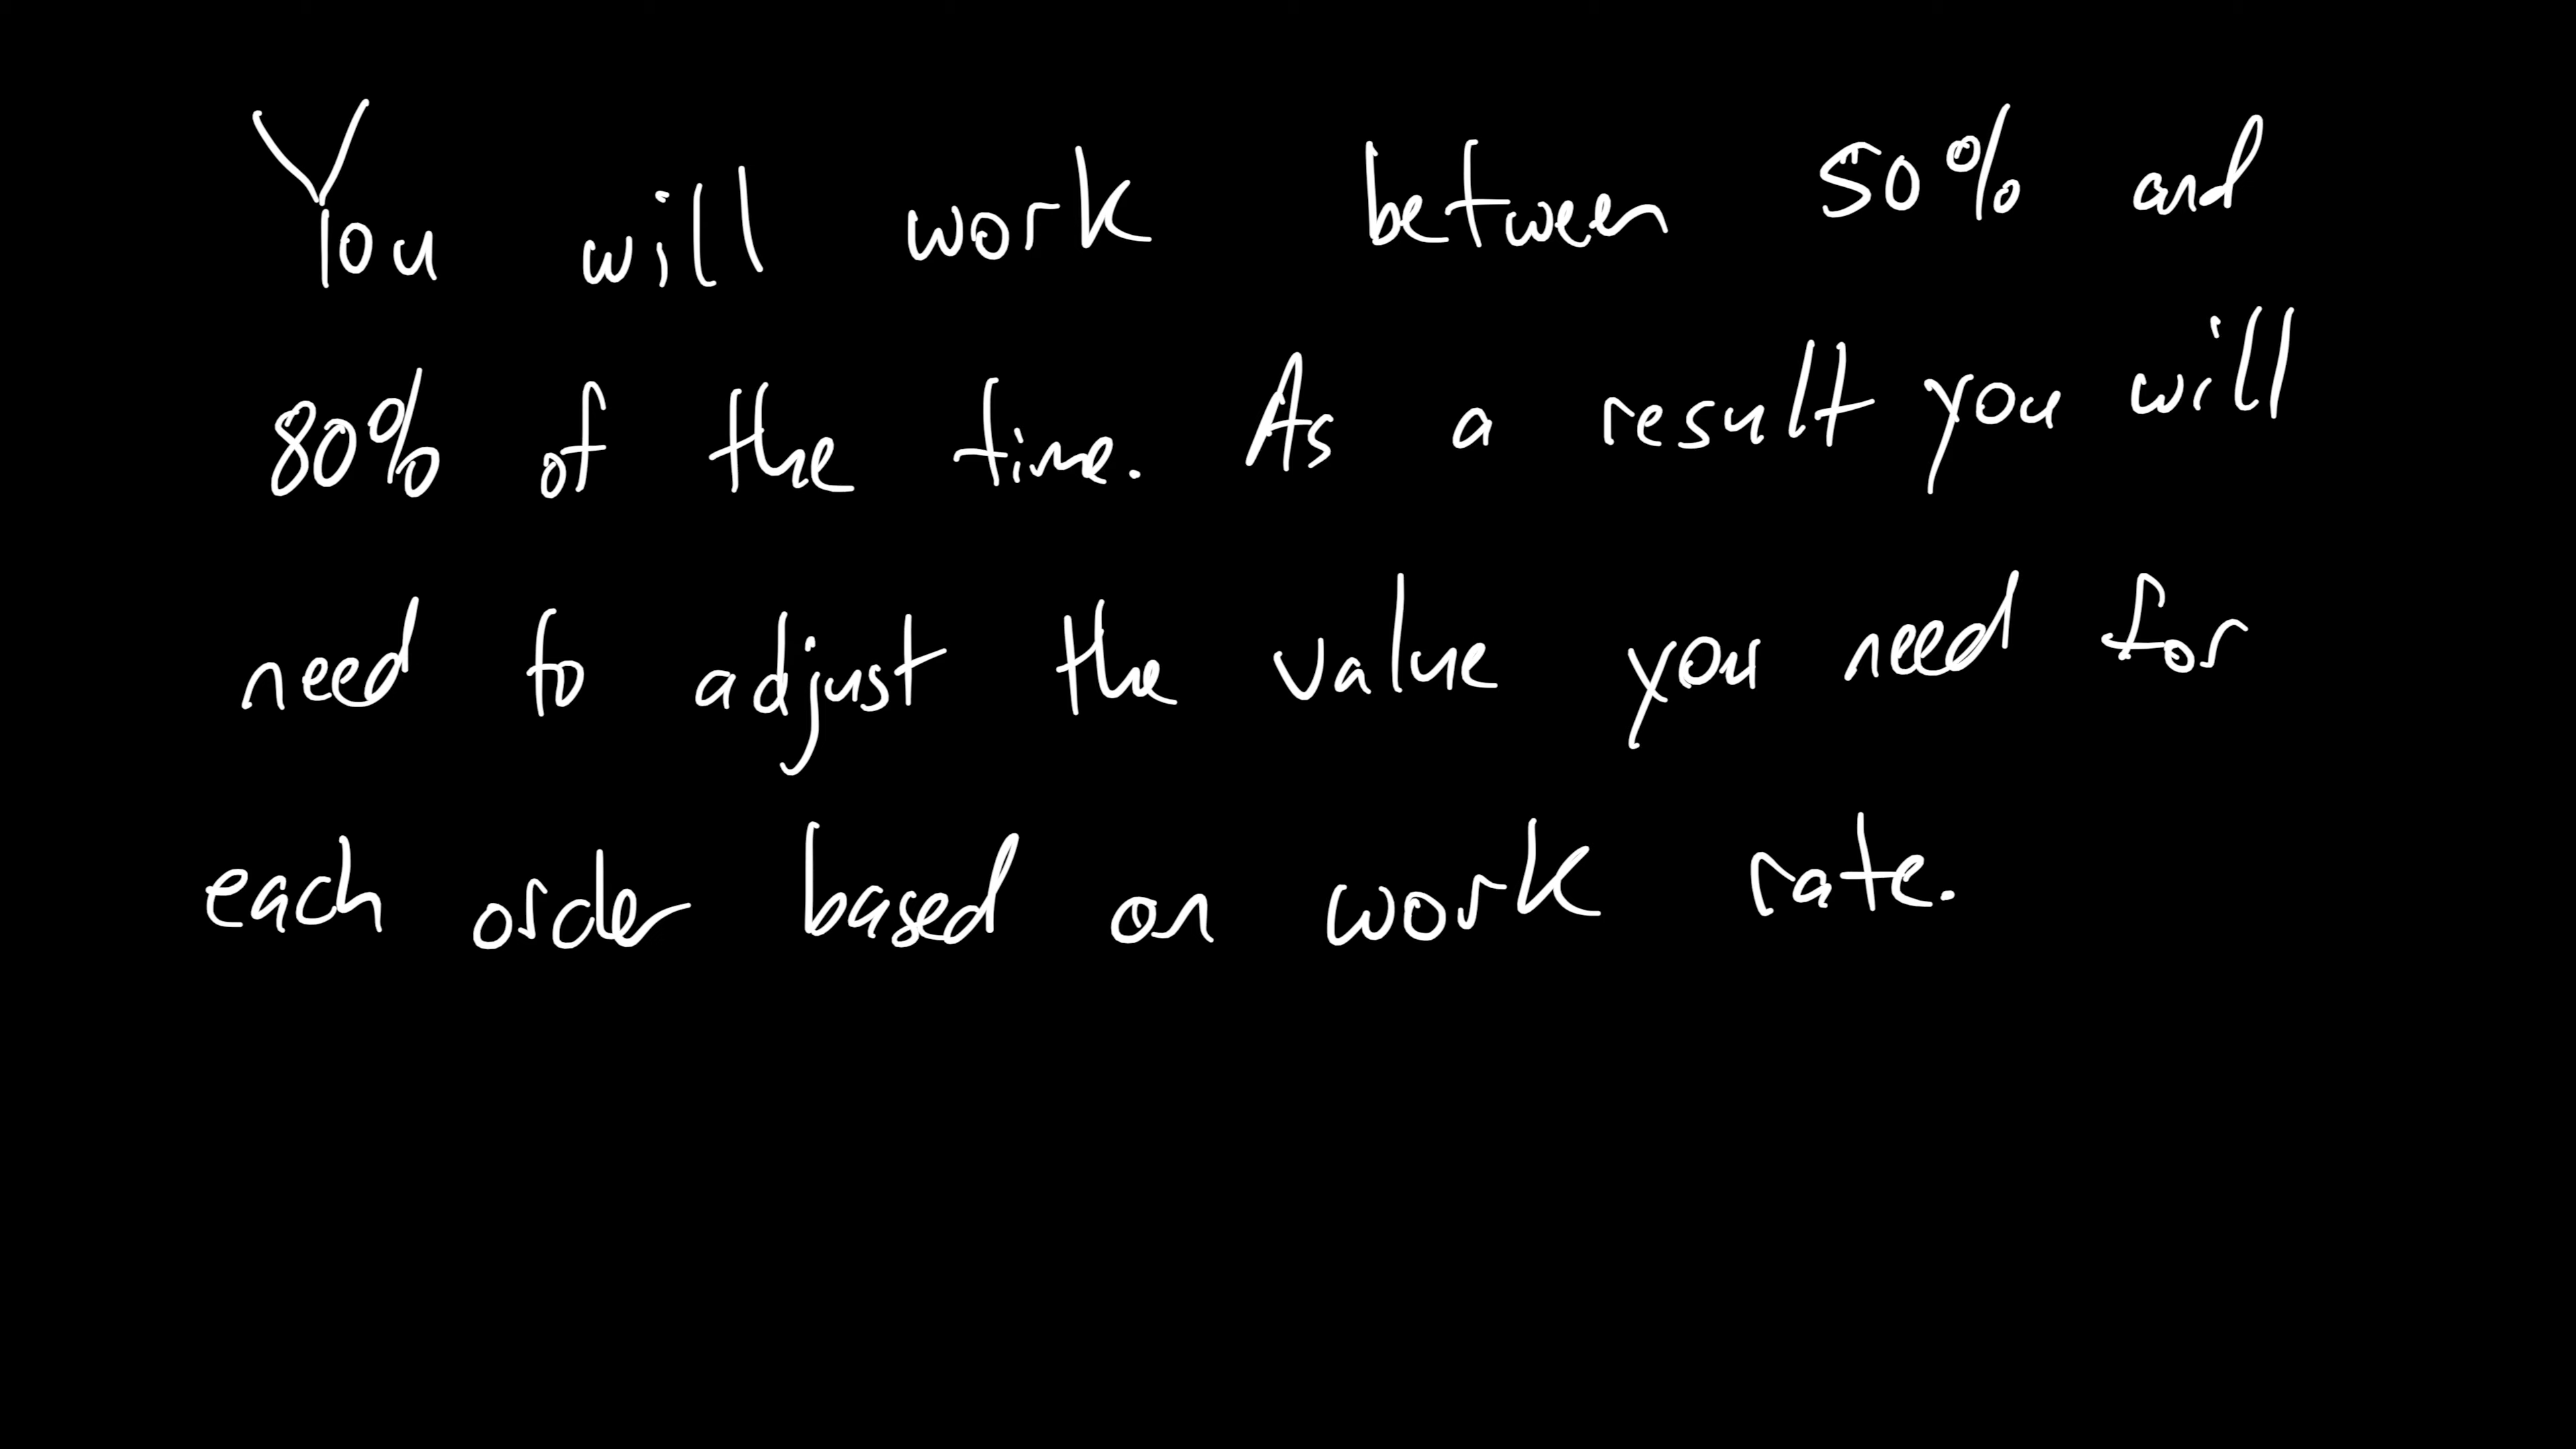 You will work between 50% and
80% of the time. As a result you will
need to adjust the value you need for
each order based on work rate.